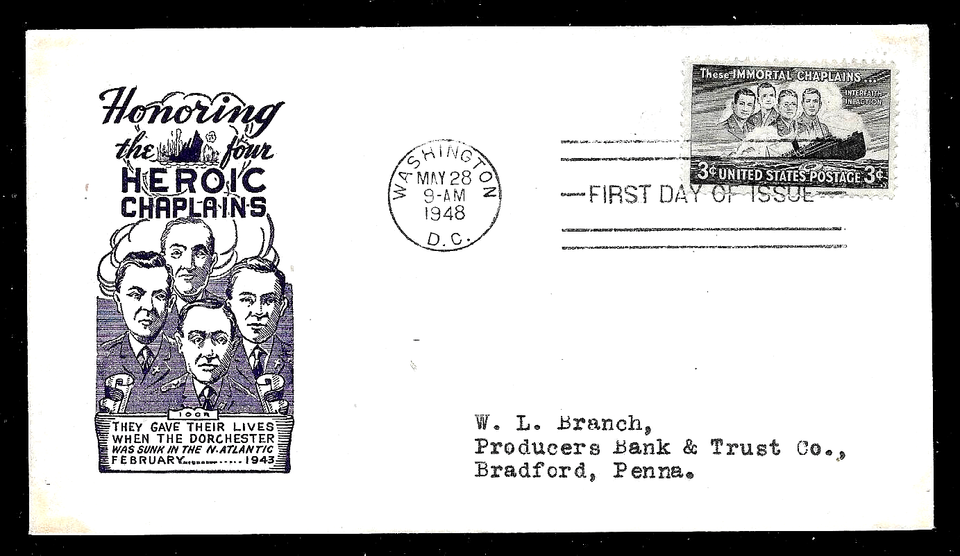 Honoring
the four
HEROIC
CHAPLAINS
IOOR
THEY GAVE THEIR LIVES
WHEN THE DORCHESTER
WAS SUNK IN THE N. ATLANTIC
FEBRUARY............1943
WASHINGTON
MAY 28
9-AM
1948
D.C.
These IMMORTAL CHAPLAINS...
INTERFAITH
IN ACTION
3¢ UNITED STATES POSTAGE 3¢
FIRST DAY OF ISSUE
W. L. Branch,
Producers Bank & Trust Co.,
Bradford, Penna.